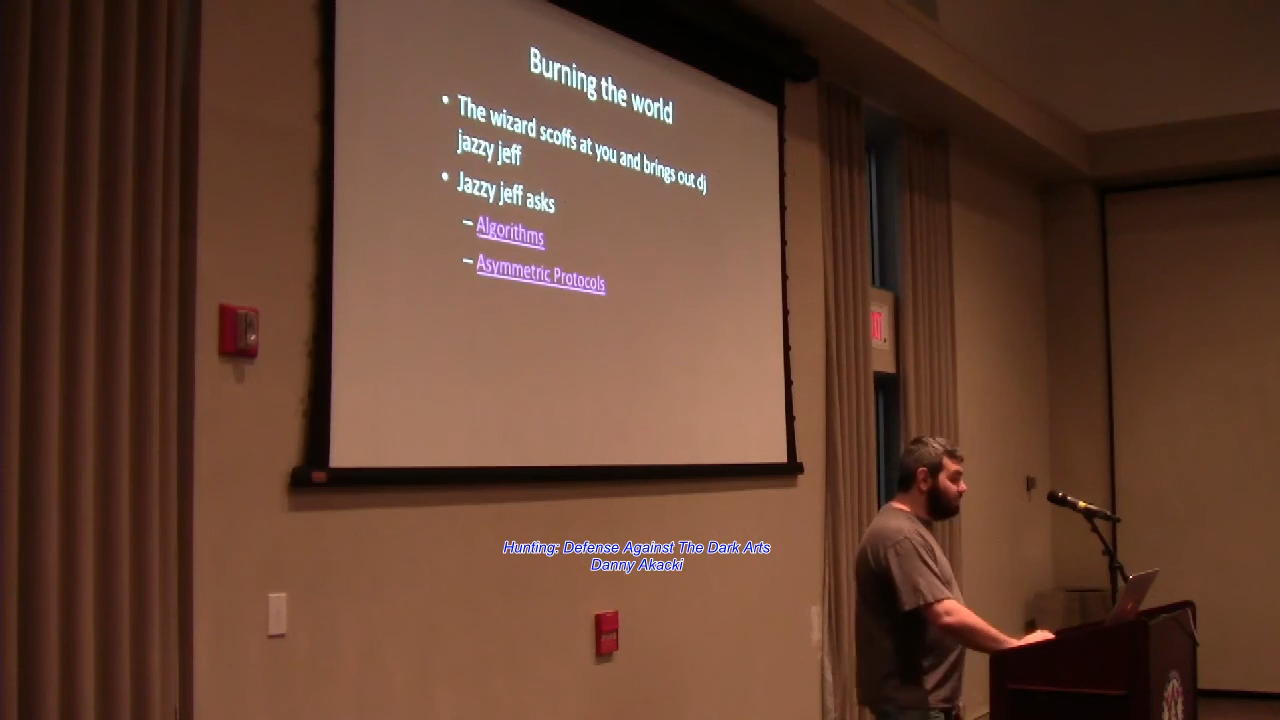 Burning the world
• The wizard scoffs at you and brings out dj
jazzy jeff
• Jazzy jeff asks
– Algorithms
– Asymmetric Protocols
Hunting: Defense Against The Dark Arts
Danny Akacki